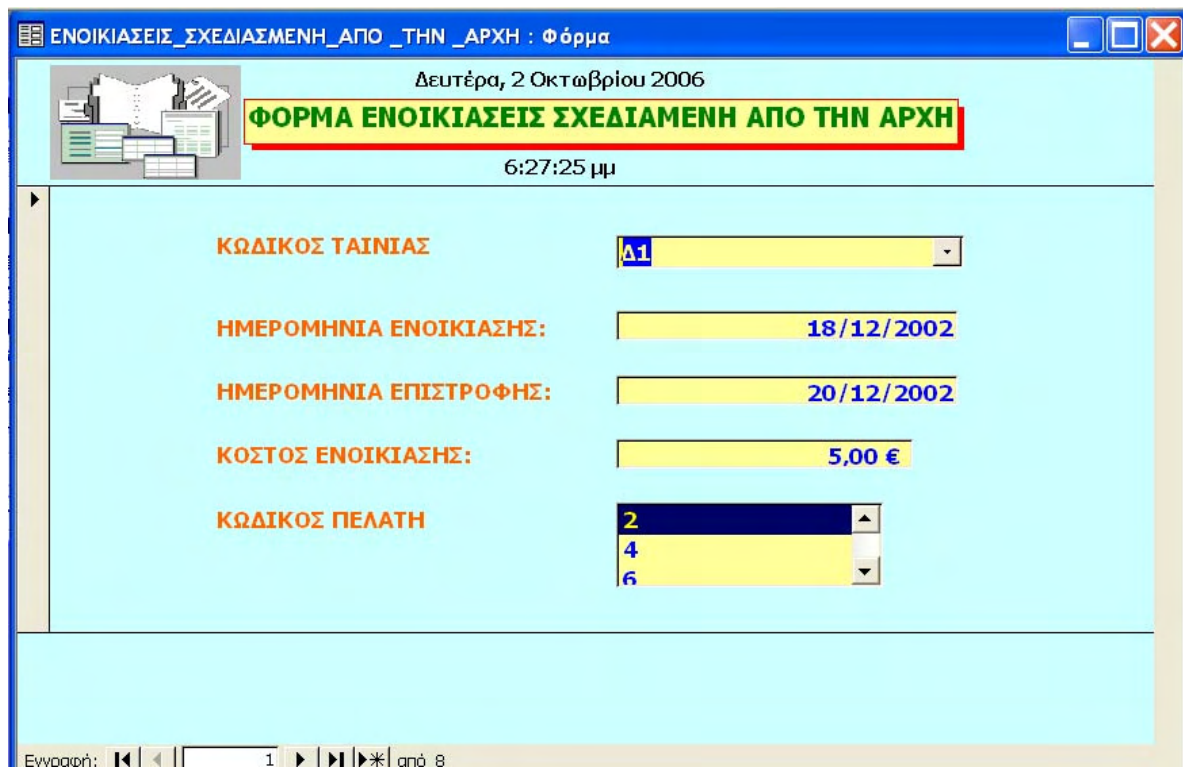 ΕΝΟΙΚΙΑΣΕΙΣ_ΣΧΕΔΙΑΣΜΕΝΗ_ΑΠΟ _ΤΗΝ _ΑΡΧΗ : Φόρμα
Δευτέρα, 2 Οκτωβρίου 2006
ΦΟΡΜΑ ΕΝΟΙΚΙΑΣΕΙΣ ΣΧΕΔΙΑΜΕΝΗ ΑΠΟ ΤΗΝ ΑΡΧΗ
6:27:25 μμ
ΚΩΔΙΚΟΣ ΤΑΙΝΙΑΣ Δ1
ΗΜΕΡΟΜΗΝΙΑ ΕΝΟΙΚΙΑΣΗΣ: 18/12/2002
ΗΜΕΡΟΜΗΝΙΑ ΕΠΙΣΤΡΟΦΗΣ: 20/12/2002
ΚΟΣΤΟΣ ΕΝΟΙΚΙΑΣΗΣ: 5,00 €
ΚΩΔΙΚΟΣ ΠΕΛΑΤΗ 2
4
6
Εγγραφή: 1 από 8